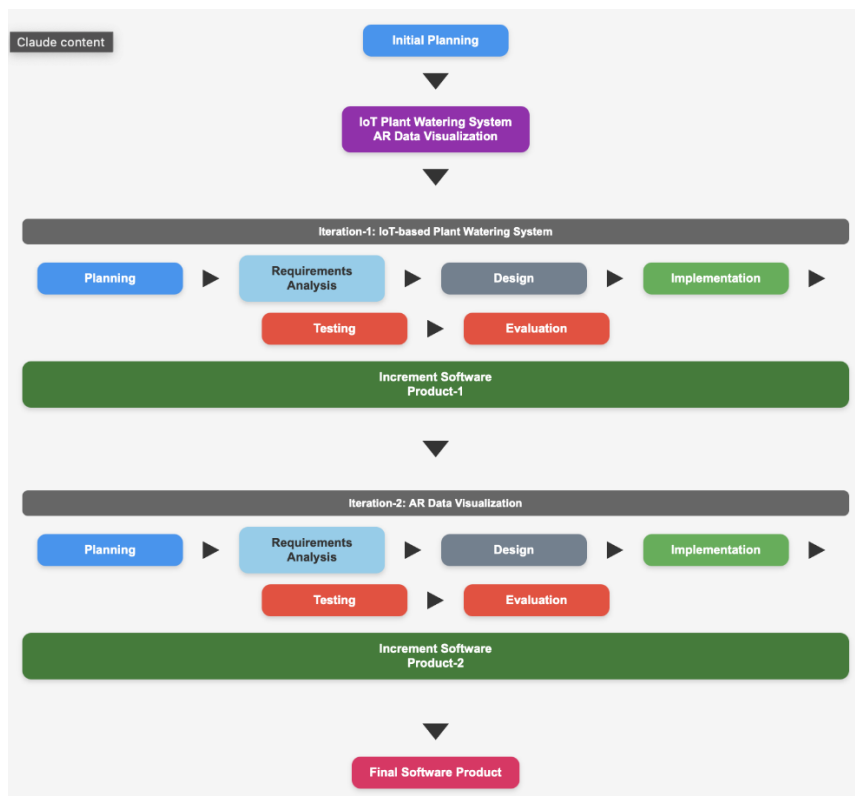 Claude content
Initial Planning
IoT Plant Watering System
AR Data Visualization
Iteration-1: IoT-based Plant Watering System
Planning
Requirements
Analysis
Design
Implementation
Testing
Evaluation
Increment Software
Product-1
Iteration-2: AR Data Visualization
Planning
Requirements
Analysis
Design
Implementation
Testing
Evaluation
Increment Software
Product-2
Final Software Product